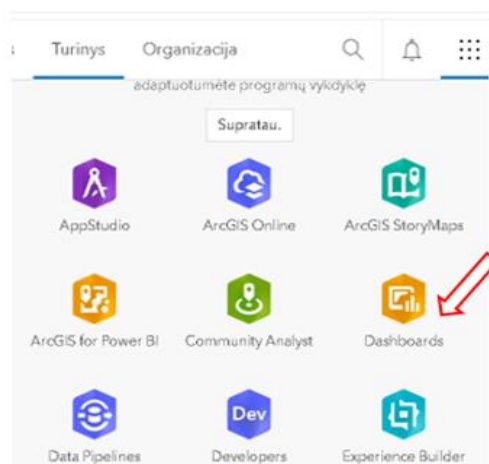 s Turinys Organizacija
adaptuotumėte programų vykdyklę
Supratau.
AppStudio ArcGIS Online ArcGIS StoryMaps
ArcGIS for Power BI Community Analyst Dashboards
Dev
Data Pipelines Developers Experience Builder